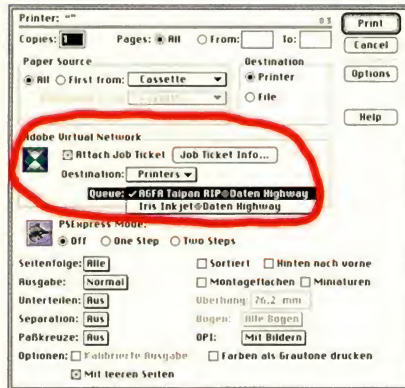 Printer: ""
Print
Copies: 1 Pages: All From: To:
Cancel
Paper Source
Destination
All First from: Cassette
Printer
Options
File
Help
Adobe Virtual Network
Attach Job Ticket Job Ticket Info...
Destination: Printers
Queue: ✓ AGFA Taipan RIP@Daten Highway
Iris Inkjet@Daten Highway
PSExpress Mode:
Off One Step Two Steps
Seitenfolge: Alle Sortiert Hinten nach vorne
Ausgabe: Normal Montageflächen Miniaturen
Unterteilen: Aus Überhang: 76,2 mm
Separation: Aus Bogen: Alle Bogen
Paßkreuze: Aus OPI: Mit Bildern
Optionen: Kalibrierte Ausgabe Farben als Grautöne drucken
Mit leeren Seiten